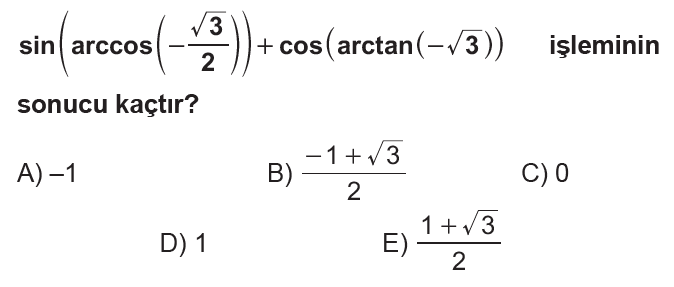 sin(arccos(−√3/2)) + cos(arctan(−√3)) işleminin
sonucu kaçtır?
A) –1 B) (−1 + √3)/2 C) 0
D) 1 E) (1 + √3)/2